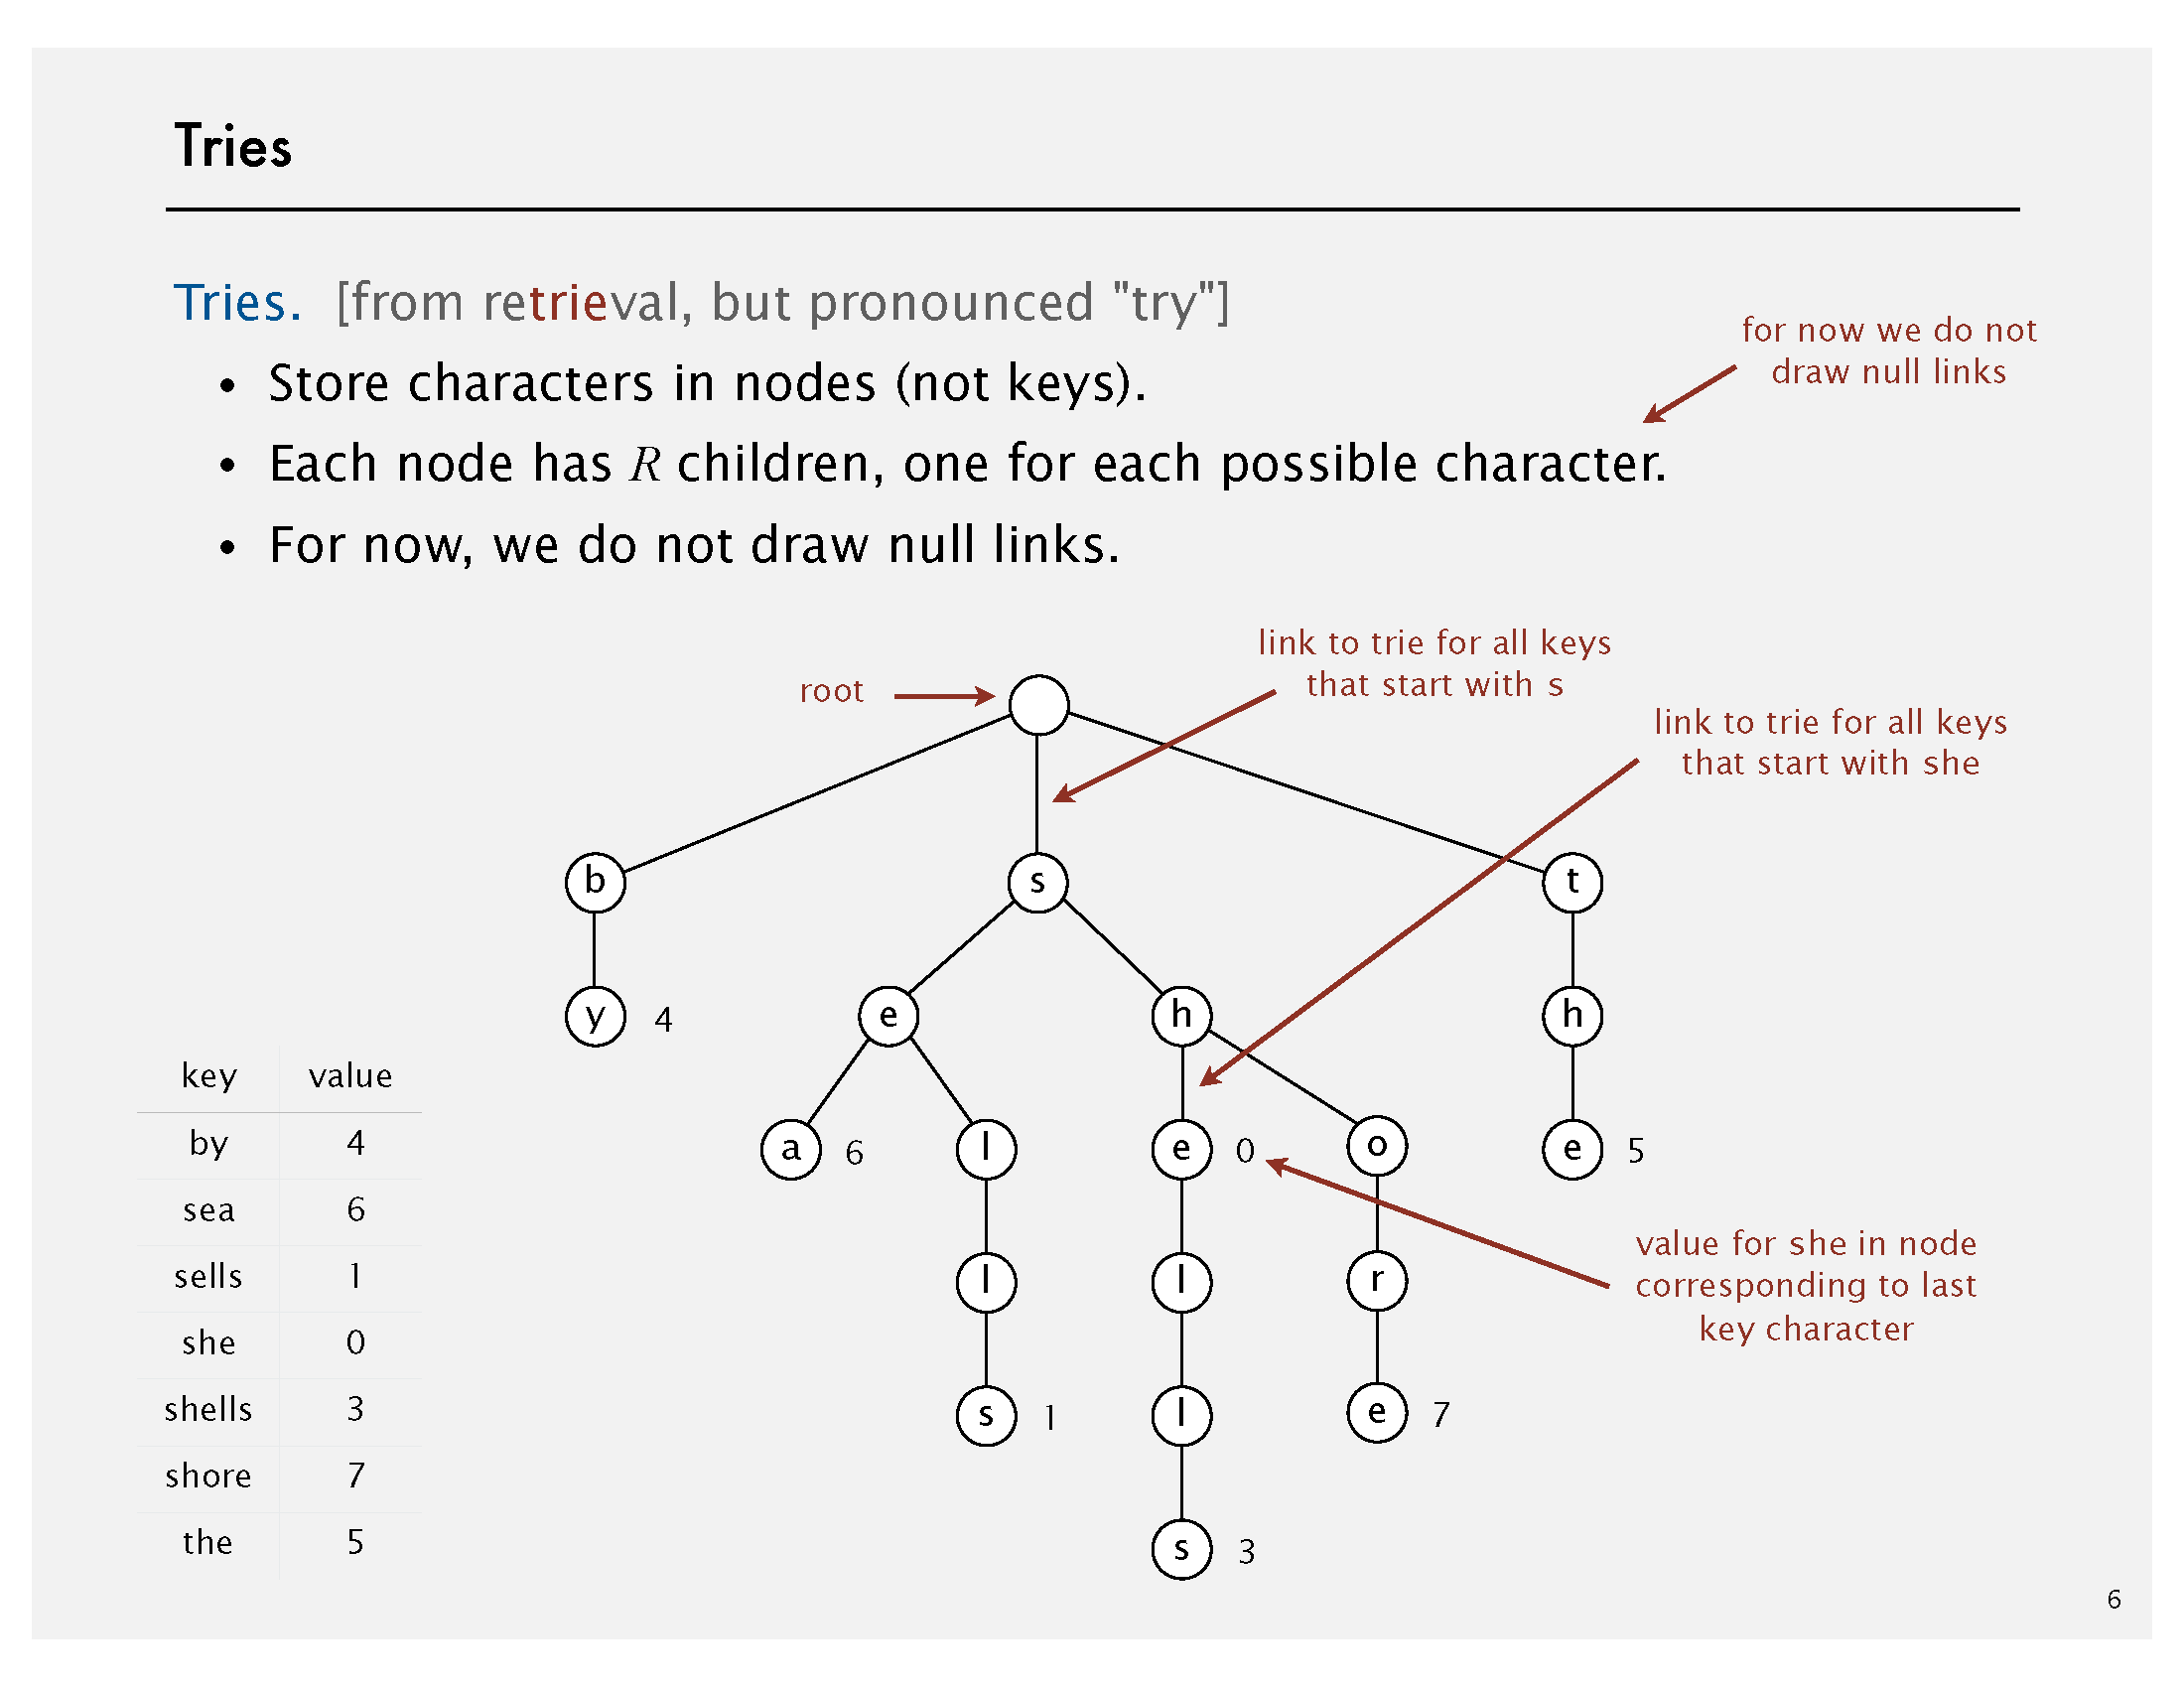 Tries
Tries. [from retrieval, but pronounced "try"]
for now we do not
draw null links
• Store characters in nodes (not keys).
• Each node has R children, one for each possible character.
• For now, we do not draw null links.
link to trie for all keys
that start with s
root
link to trie for all keys
that start with she
b s t
y 4 e h h
key value
by 4
sea 6
sells 1
she 0
shells 3
shore 7
the 5
a 6 l e 0 o e 5
l l r
value for she in node
corresponding to last
key character
s 1 l e 7
s 3
6